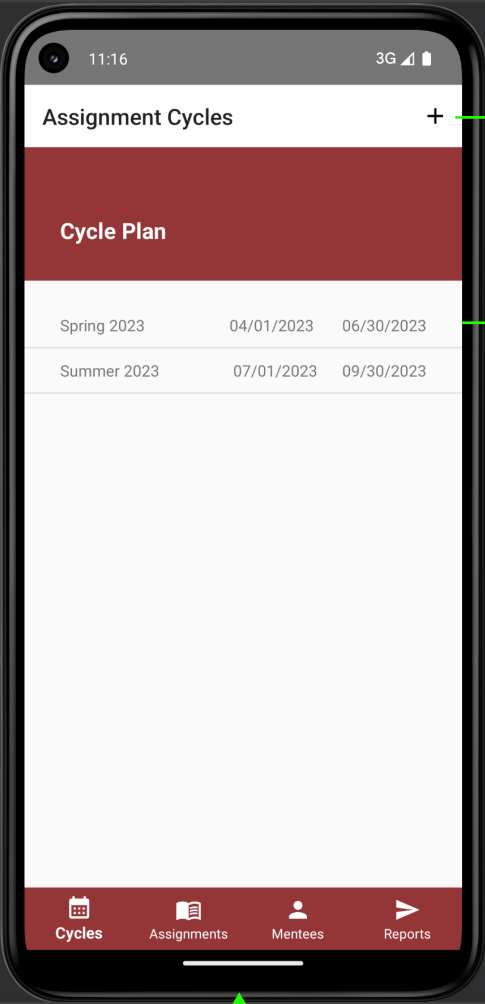 11:16 3G
Assignment Cycles +
Cycle Plan
Spring 2023 04/01/2023 06/30/2023
Summer 2023 07/01/2023 09/30/2023
Cycles Assignments Mentees Reports